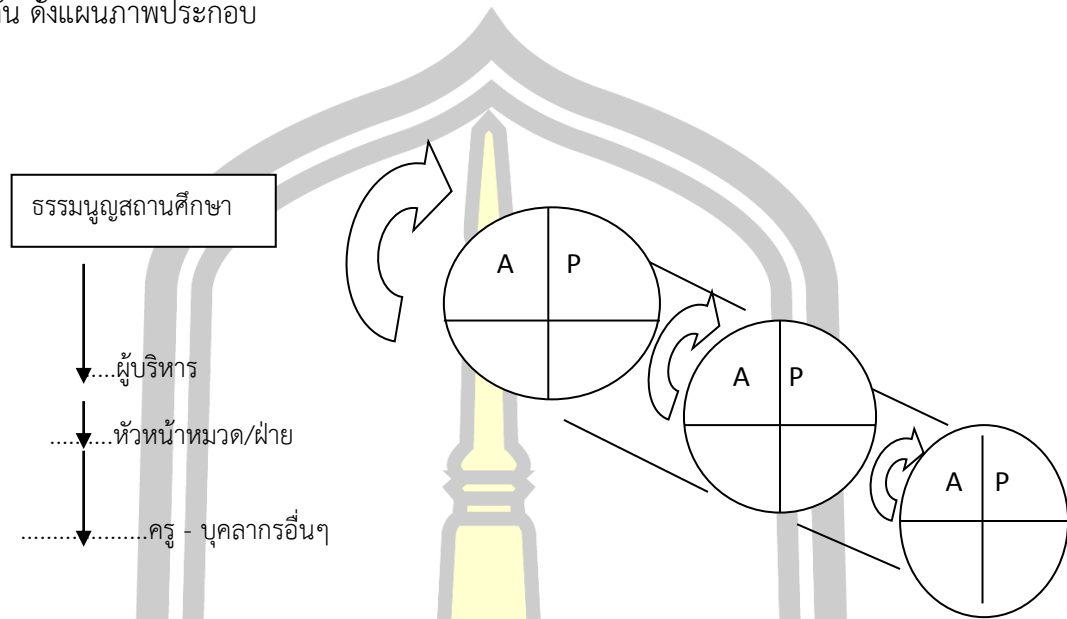 ดังแผนภาพประกอบ
ธรรมนูญสถานศึกษา
A P
......ผู้บริหาร
A P
..........หัวหน้าหมวด/ฝ่าย
A P
....................ครู - บุคลากรอื่นๆ